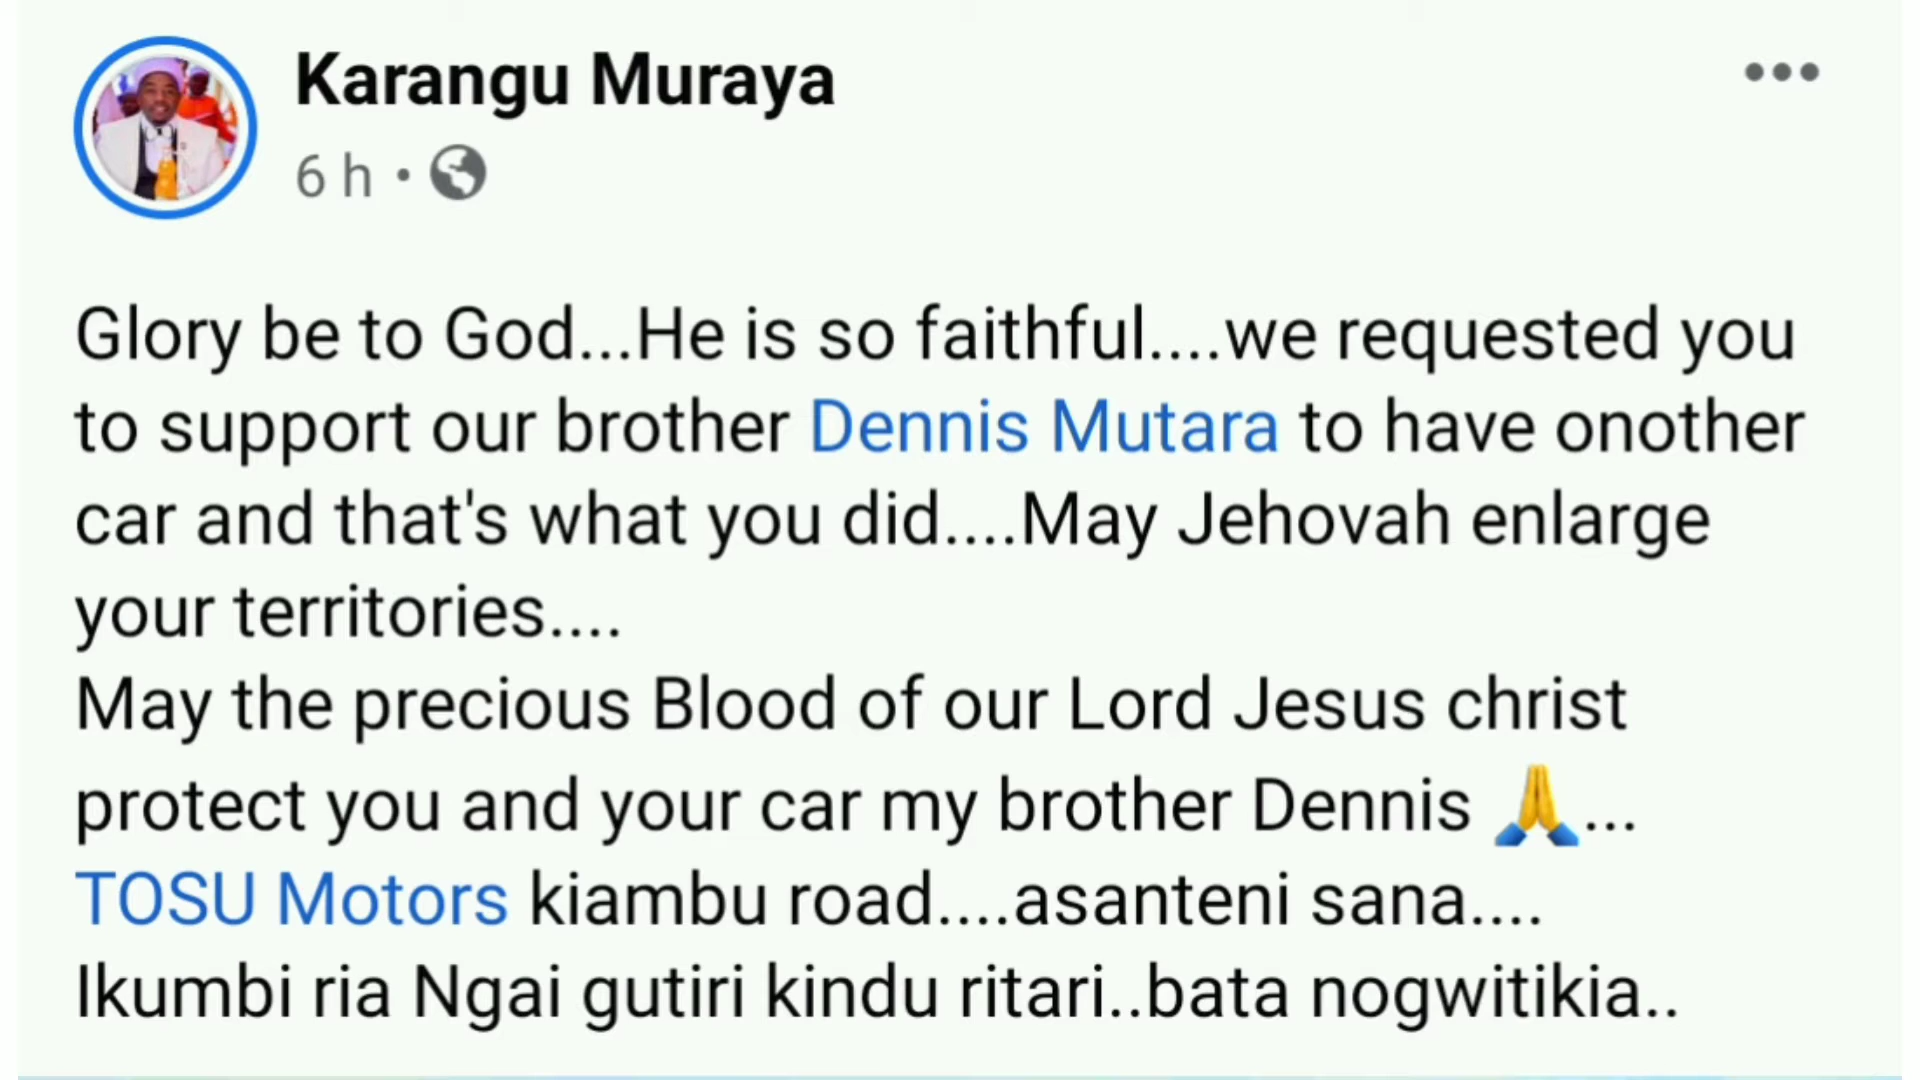 Karangu Muraya
6 h •
Glory be to God...He is so faithful....we requested you
to support our brother Dennis Mutara to have onother
car and that's what you did....May Jehovah enlarge
your territories....
May the precious Blood of our Lord Jesus christ
protect you and your car my brother Dennis 🙏...
TOSU Motors kiambu road....asanteni sana....
Ikumbi ria Ngai gutiri kindu ritari..bata nogwitikia..